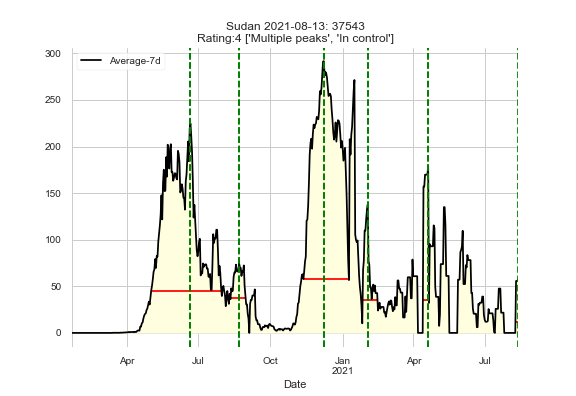 Sudan 2021-08-13: 37543
Rating:4 ['Multiple peaks', 'In control']
300
Average-7d
250
200
150
100
50
0
Apr Jul Oct Jan Apr Jul
2021
Date